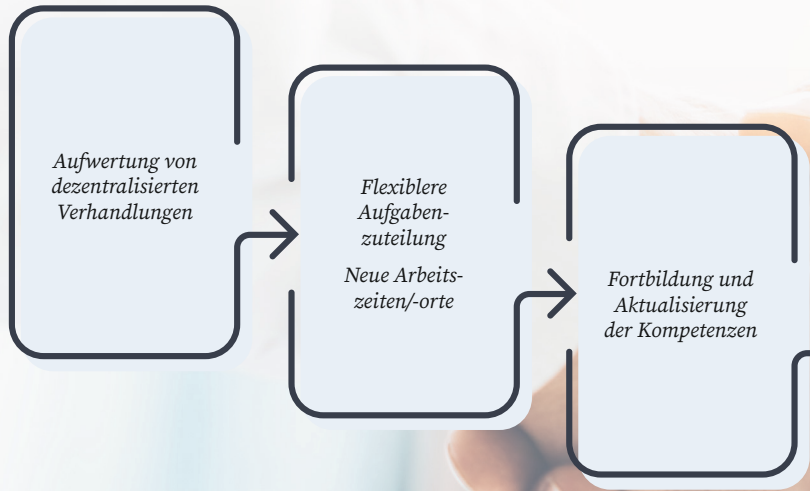 Aufwertung von
dezentralisierten
Verhandlungen
Flexiblere
Aufgaben-
zuteilung
Neue Arbeits-
zeiten/-orte
Fortbildung und
Aktualisierung
der Kompetenzen